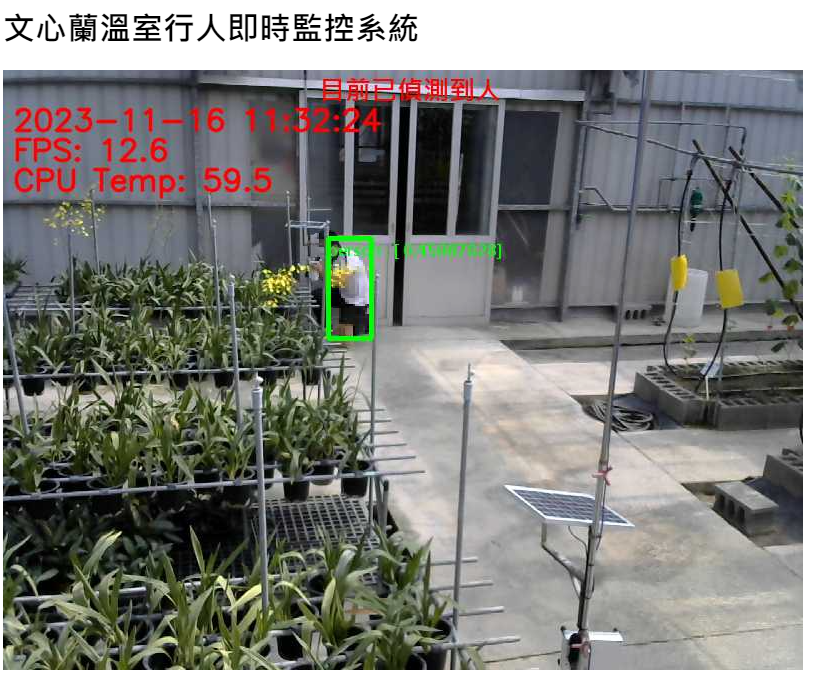 文心蘭溫室行人即時監控系統
目前已偵測到人
2023-11-16 11:32:24
FPS: 12.6
CPU Temp: 59.5
person